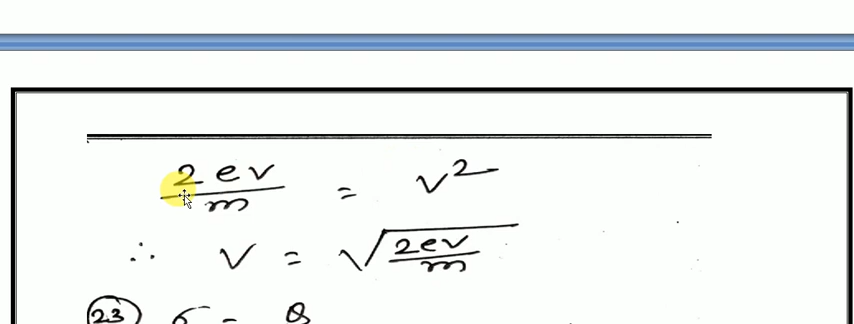 2ev/m = v²
∴ v = √(2ev/m)
(23) σ = Q